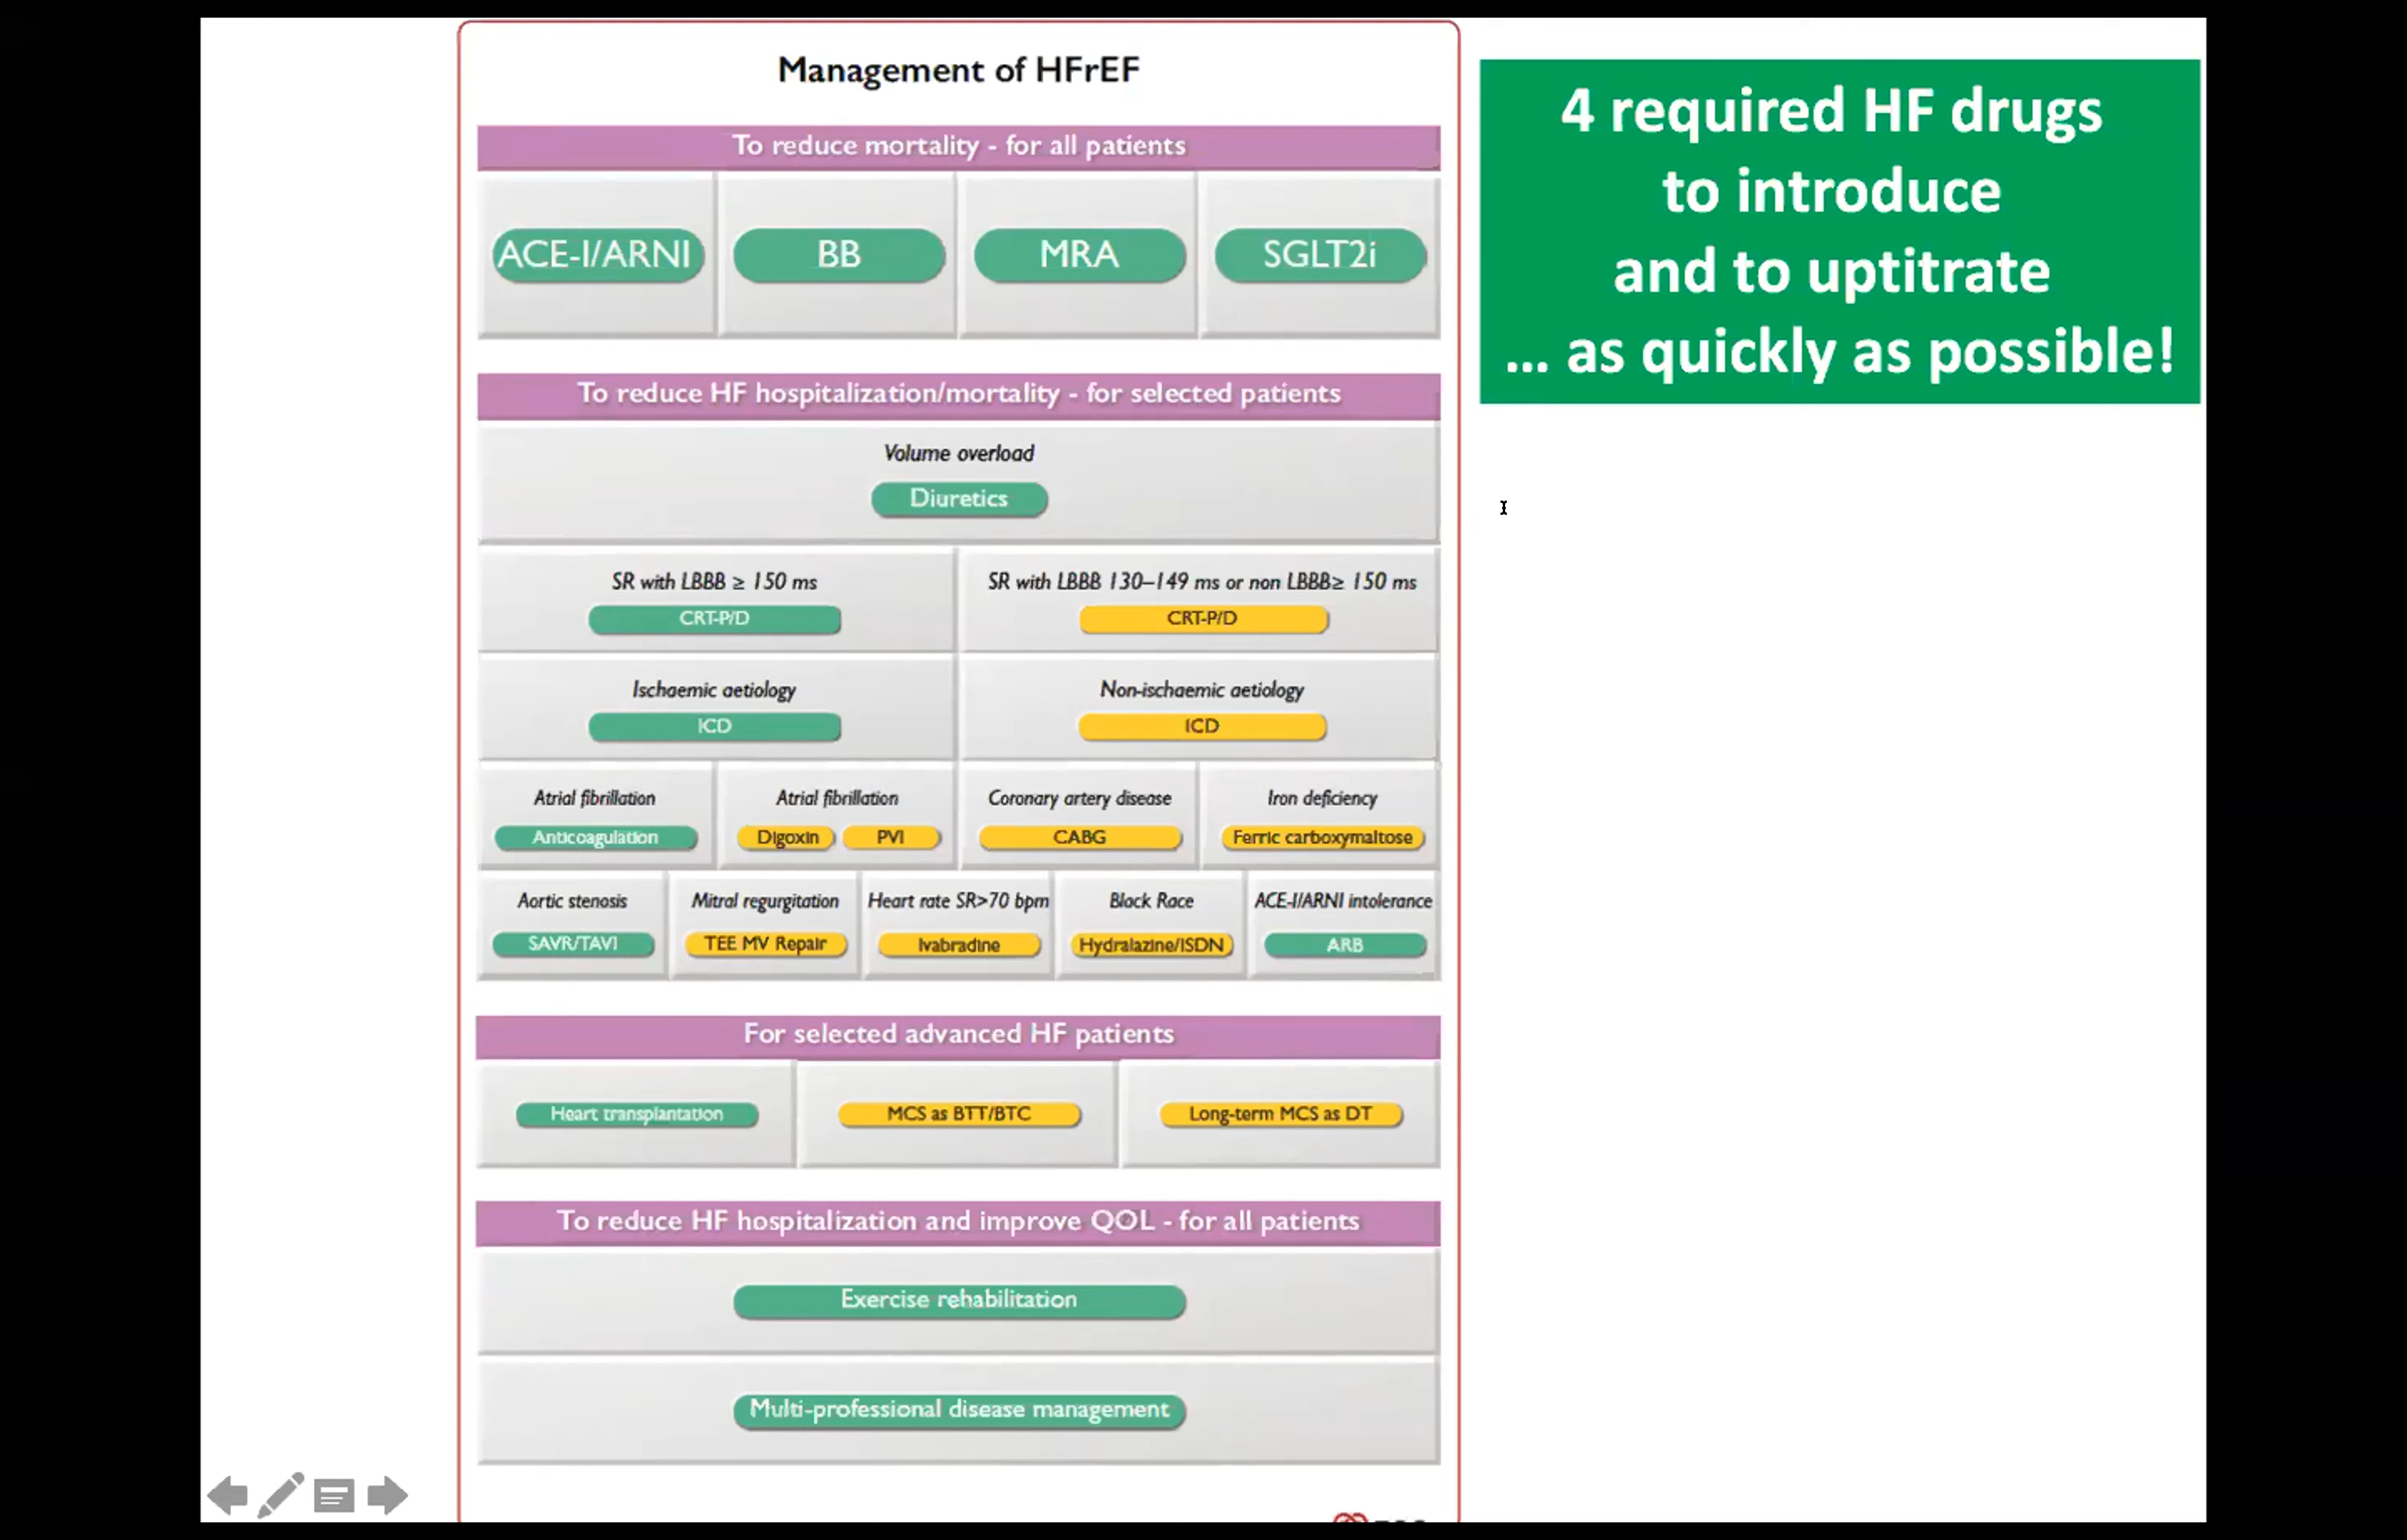 Management of HFrEF
To reduce mortality - for all patients
ACE-I/ARNI
BB
MRA
SGLT2i
To reduce HF hospitalization/mortality - for selected patients
Volume overload
Diuretics
SR with LBBB ≥ 150 ms
CRT-P/D
SR with LBBB 130–149 ms or non LBBB≥ 150 ms
CRT-P/D
Ischaemic aetiology
ICD
Non-ischaemic aetiology
ICD
Atrial fibrillation
Anticoagulation
Atrial fibrillation
Digoxin
PVI
Coronary artery disease
CABG
Iron deficiency
Ferric carboxymaltose
Aortic stenosis
SAVR/TAVI
Mitral regurgitation
TEE MV Repair
Heart rate SR>70 bpm
Ivabradine
Black Race
Hydralazine/ISDN
ACE-I/ARNI intolerance
ARB
For selected advanced HF patients
Heart transplantation
MCS as BTT/BTC
Long-term MCS as DT
To reduce HF hospitalization and improve QOL - for all patients
Exercise rehabilitation
Multi-professional disease management
4 required HF drugs
to introduce
and to uptitrate
... as quickly as possible!